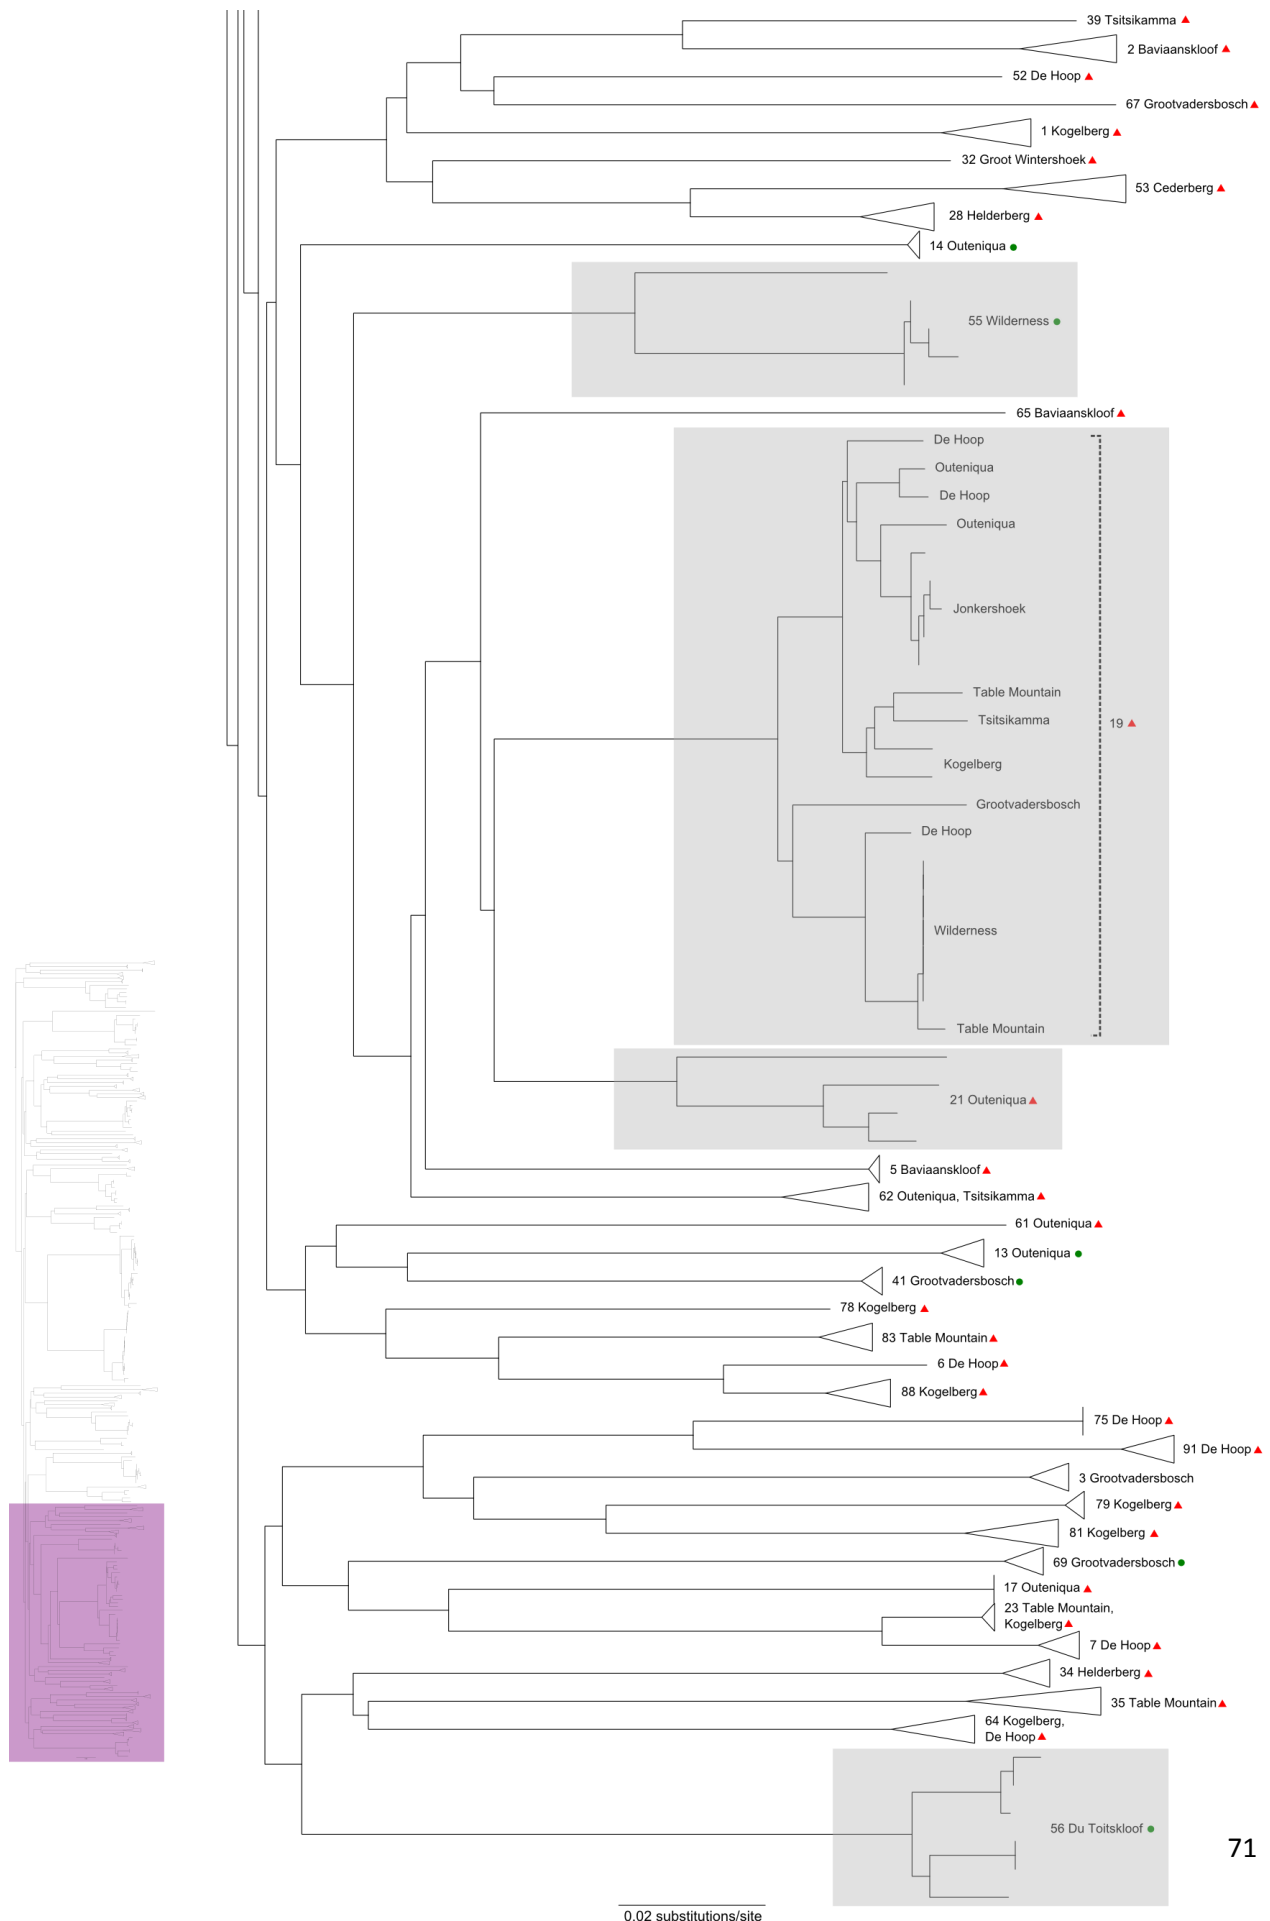 39 Tsitsikamma
2 Baviaanskloof
52 De Hoop
67 Grootvadersbosch
1 Kogelberg
32 Groot Wintershoek
53 Cederberg
28 Helderberg
14 Outeniqua
55 Wilderness
65 Baviaanskloof
De Hoop
Outeniqua
De Hoop
Outeniqua
Jonkershoek
Table Mountain
Tsitsikamma
19
Kogelberg
Grootvadersbosch
De Hoop
Wilderness
Table Mountain
21 Outeniqua
5 Baviaanskloof
62 Outeniqua, Tsitsikamma
61 Outeniqua
13 Outeniqua
41 Grootvadersbosch
78 Kogelberg
83 Table Mountain
6 De Hoop
88 Kogelberg
75 De Hoop
91 De Hoop
3 Grootvadersbosch
79 Kogelberg
81 Kogelberg
69 Grootvadersbosch
17 Outeniqua
23 Table Mountain,
Kogelberg
7 De Hoop
34 Helderberg
35 Table Mountain
64 Kogelberg,
De Hoop
56 Du Toitskloof
71
0.02 substitutions/site